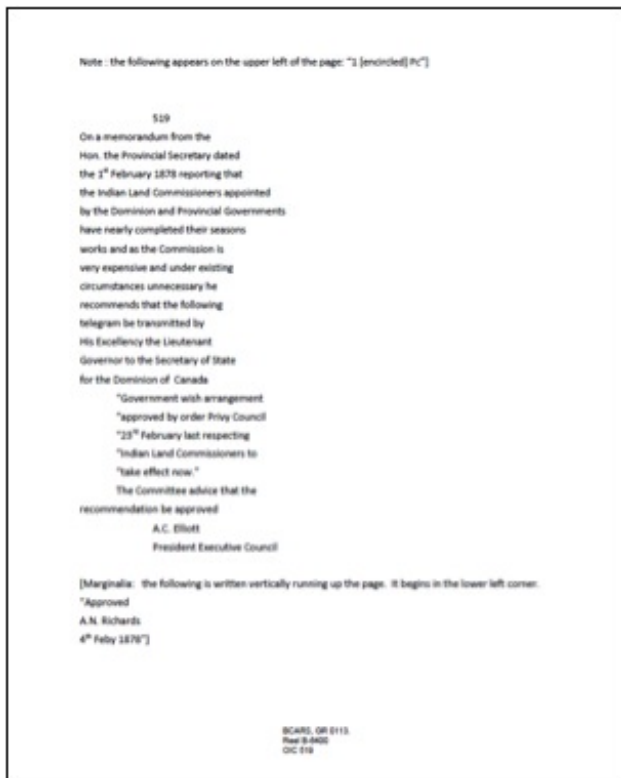 Note : the following appears on the upper left of the page: "1 [encircled] Pc"]
519
On a memorandum from the
Hon. the Provincial Secretary dated
the 1st February 1878 reporting that
the Indian Land Commissioners appointed
by the Dominion and Provincial Governments
have nearly completed their seasons
works and as the Commission is
very expensive and under existing
circumstances unnecessary he
recommends that the following
telegram be transmitted by
His Excellency the Lieutenant
Governor to the Secretary of State
for the Dominion of Canada
"Government wish arrangement
"approved by order Privy Council
"23rd February last respecting
"Indian Land Commissioners to
"take effect now."
The Committee advice that the
recommendation be approved
A.C. Elliott
President Executive Council
[Marginalia: the following is written vertically running up the page. It begins in the lower left corner.
"Approved
A.N. Richards
4th Feby 1878"]
BCARS, GR 0113.
Reel B-5400
OIC 519